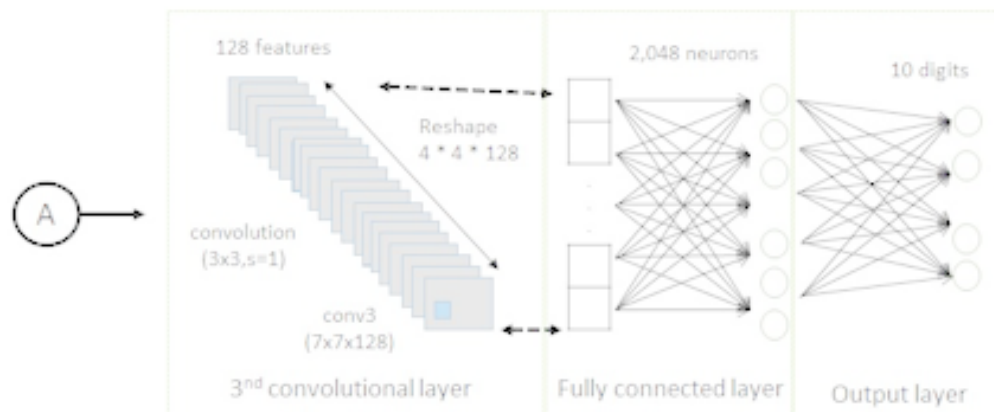 128 features
2,048 neurons
10 digits
Reshape
4 * 4 * 128
A
convolution
(3x3,s=1)
conv3
(7x7x128)
3nd convolutional layer
Fully connected layer
Output layer